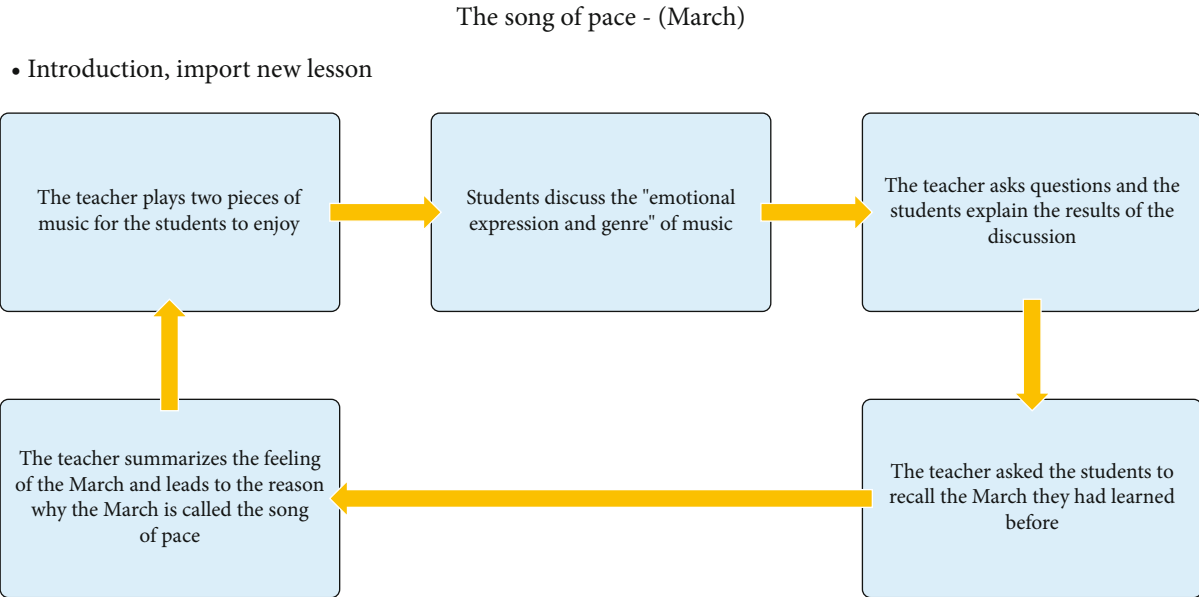 The song of pace - (March)
• Introduction, import new lesson
The teacher plays two pieces of
music for the students to enjoy
Students discuss the "emotional
expression and genre" of music
The teacher asks questions and the
students explain the results of the
discussion
The teacher asked the students to
recall the March they had learned
before
The teacher summarizes the feeling
of the March and leads to the reason
why the March is called the song
of pace